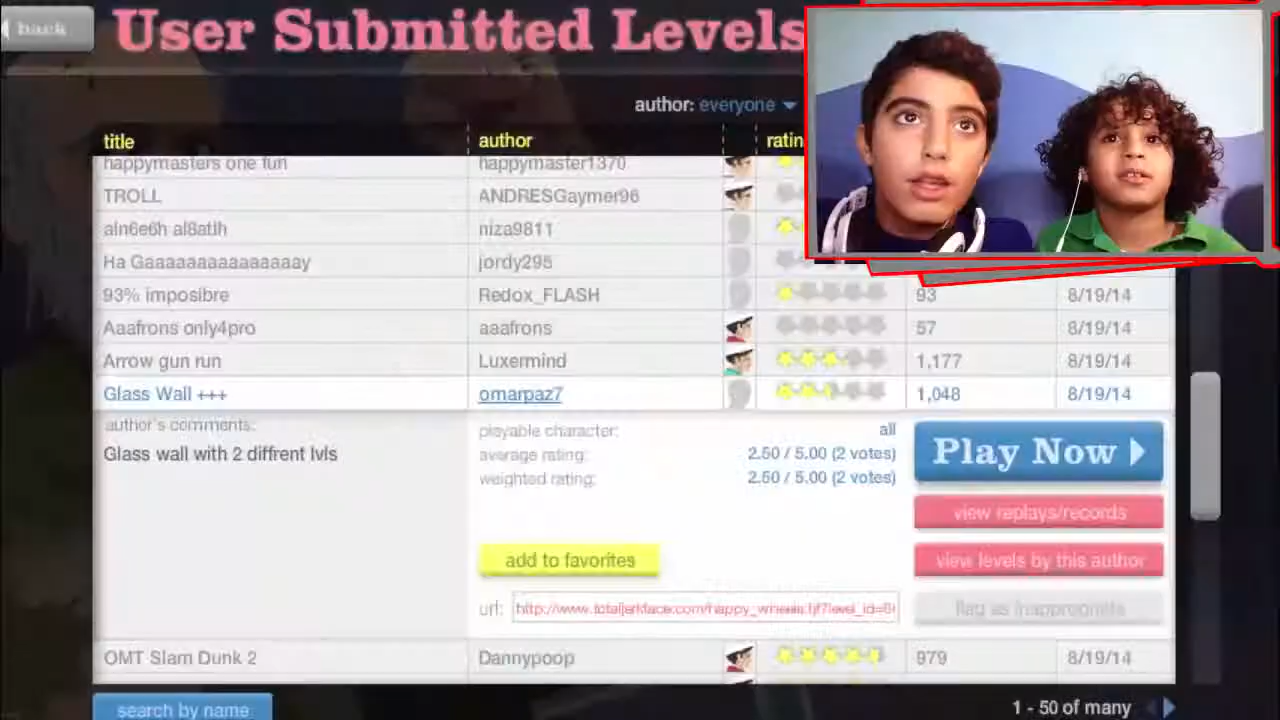 back
User Submitted Levels
author: everyone
title author
happymasters one fun happymaster1370
TROLL ANDRESGaymer96
aln6e6h al8atlh niza9811
Ha Gaaaaaaaaaaaaaaay jordy295
93% imposibre Redox_FLASH 93 8/19/14
Aaafrons only4pro aaafrons 57 8/19/14
Arrow gun run Luxermind 1,177 8/19/14
Glass Wall +++ omarpaz7 1,048 8/19/14
author's comments:
Glass wall with 2 diffrent lvls
playable character: all
average rating: 2.50 / 5.00 (2 votes)
weighted rating: 2.50 / 5.00 (2 votes)
Play Now
view replays/records
add to favorites
view levels by this author
url:
flag as inappropriate
OMT Slam Dunk 2 Dannypoop 979 8/19/14
search by name
1 - 50 of many